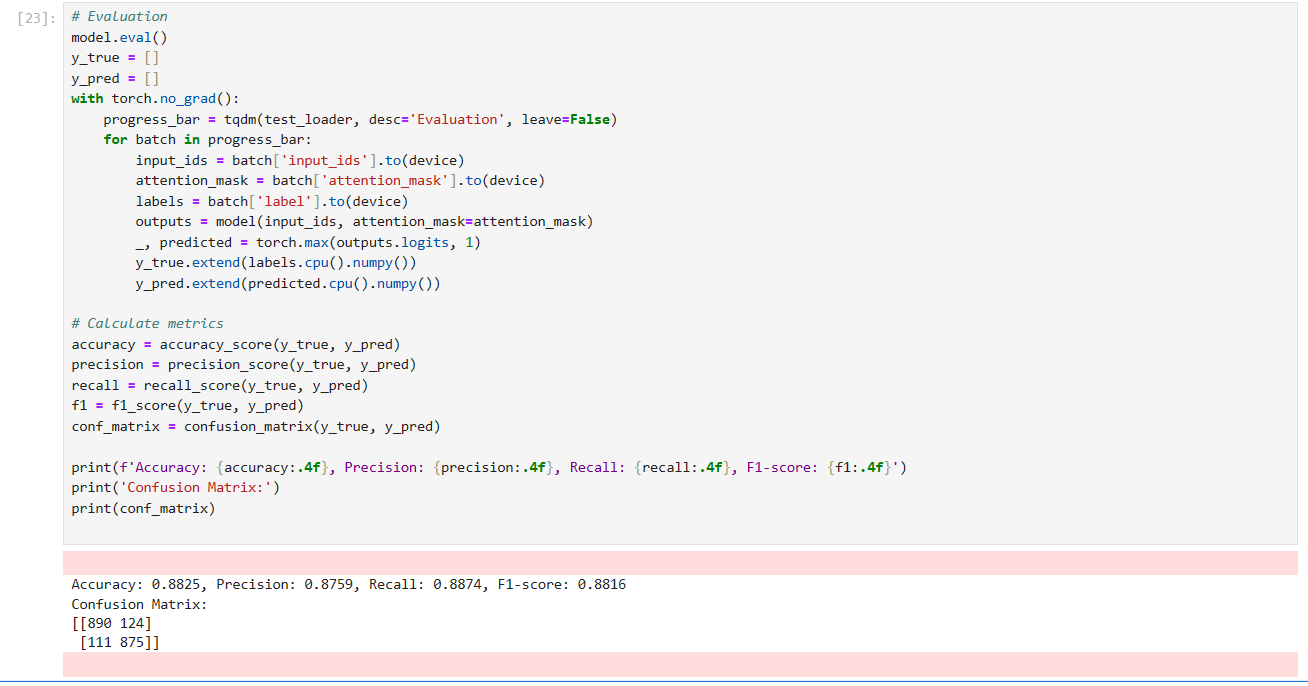 [23]:
# Evaluation
model.eval()
y_true = []
y_pred = []
with torch.no_grad():
    progress_bar = tqdm(test_loader, desc='Evaluation', leave=False)
    for batch in progress_bar:
        input_ids = batch['input_ids'].to(device)
        attention_mask = batch['attention_mask'].to(device)
        labels = batch['label'].to(device)
        outputs = model(input_ids, attention_mask=attention_mask)
        _, predicted = torch.max(outputs.logits, 1)
        y_true.extend(labels.cpu().numpy())
        y_pred.extend(predicted.cpu().numpy())

# Calculate metrics
accuracy = accuracy_score(y_true, y_pred)
precision = precision_score(y_true, y_pred)
recall = recall_score(y_true, y_pred)
f1 = f1_score(y_true, y_pred)
conf_matrix = confusion_matrix(y_true, y_pred)

print(f'Accuracy: {accuracy:.4f}, Precision: {precision:.4f}, Recall: {recall:.4f}, F1-score: {f1:.4f}')
print('Confusion Matrix:')
print(conf_matrix)

Accuracy: 0.8825, Precision: 0.8759, Recall: 0.8874, F1-score: 0.8816
Confusion Matrix:
[[890 124]
 [111 875]]